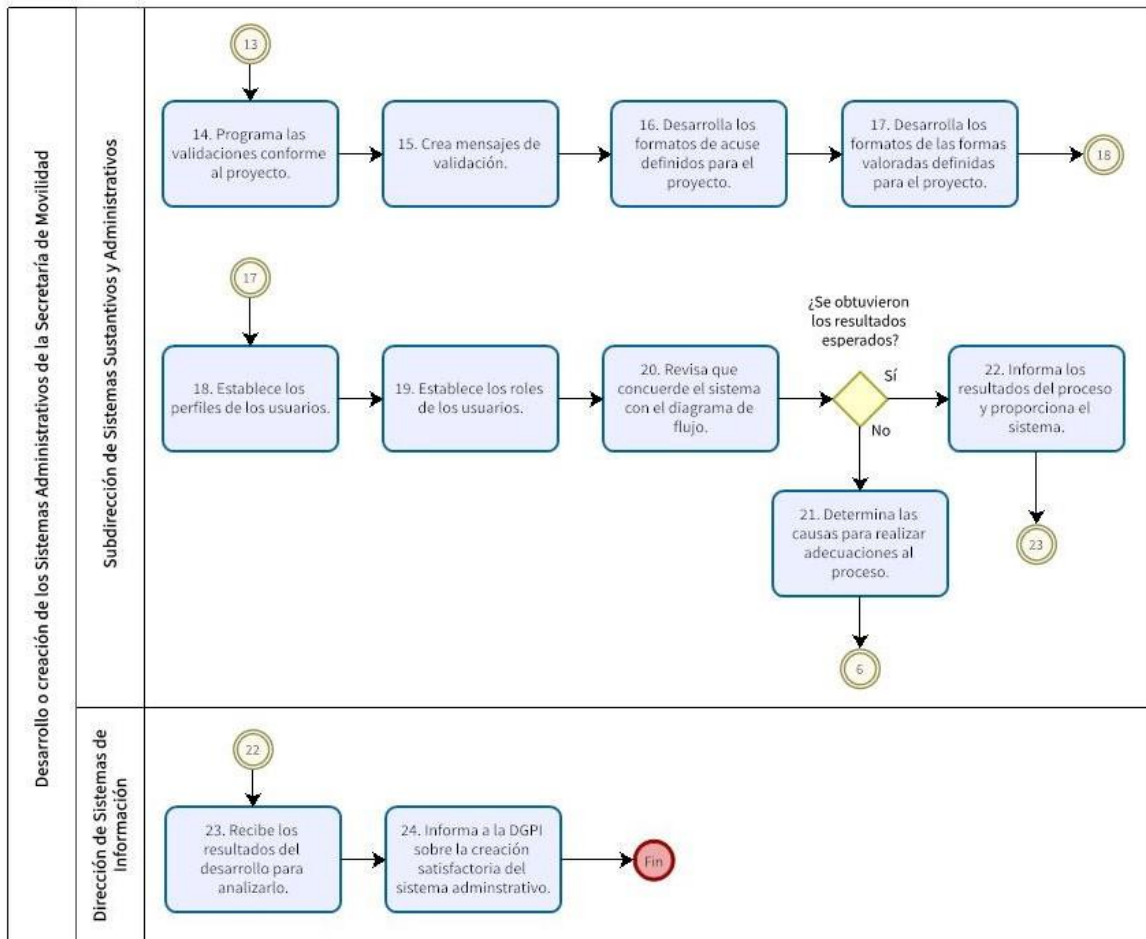 Desarrollo o creación de los Sistemas Administrativos de la Secretaría de Movilidad
Subdirección de Sistemas Sustantivos y Administrativos
13
14. Programa las
validaciones conforme
al proyecto.
15. Crea mensajes de
validación.
16. Desarrolla los
formatos de acuse
definidos para el
proyecto.
17. Desarrolla los
formatos de las formas
valoradas definidas
para el proyecto.
18
17
18. Establece los
perfiles de los usuarios.
19. Establece los roles
de los usuarios.
20. Revisa que
concuerde el sistema
con el diagrama de
flujo.
¿Se obtuvieron
los resultados
esperados?
Sí
No
22. Informa los
resultados del proceso
y proporciona el
sistema.
23
21. Determina las
causas para realizar
adecuaciones al
proceso.
6
Dirección de Sistemas de
Información
22
23. Recibe los
resultados del
desarrollo para
analizarlo.
24. Informa a la DGPI
sobre la creación
satisfactoria del
sistema adminstrativo.
Fin